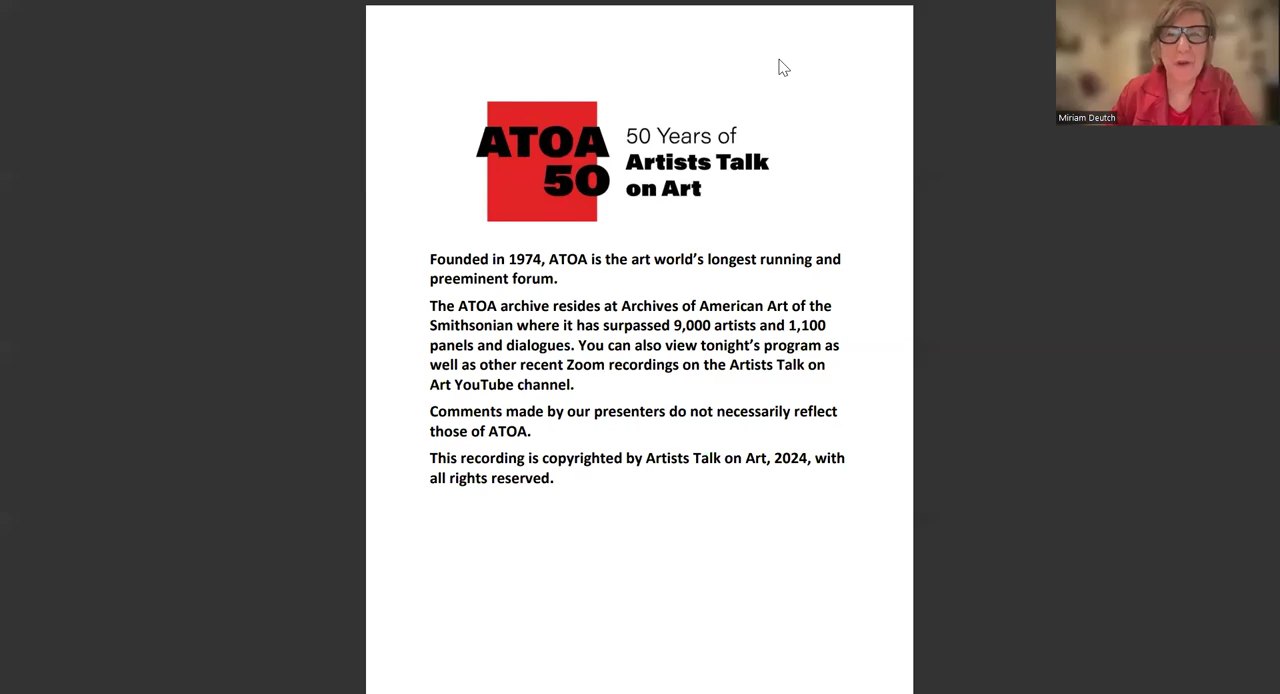 Miriam Deutch
ATOA
50
50 Years of
Artists Talk
on Art
Founded in 1974, ATOA is the art world's longest running and
preeminent forum.
The ATOA archive resides at Archives of American Art of the
Smithsonian where it has surpassed 9,000 artists and 1,100
panels and dialogues. You can also view tonight's program as
well as other recent Zoom recordings on the Artists Talk on
Art YouTube channel.
Comments made by our presenters do not necessarily reflect
those of ATOA.
This recording is copyrighted by Artists Talk on Art, 2024, with
all rights reserved.